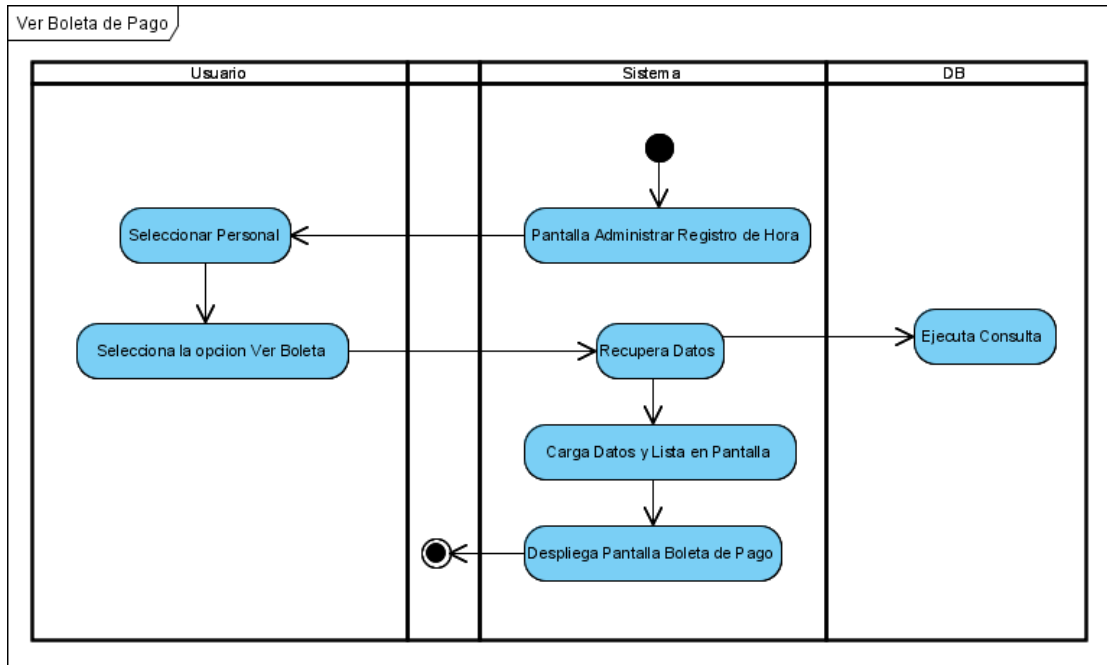 Ver Boleta de Pago
Usuario
Sistema
DB
Seleccionar Personal
Pantalla Administrar Registro de Hora
Selecciona la opciion Ver Boleta
Recupera Datos
Ejecuta Consulta
Carga Datos y Lista en Pantalla
Despliega Pantalla Boleta de Pago